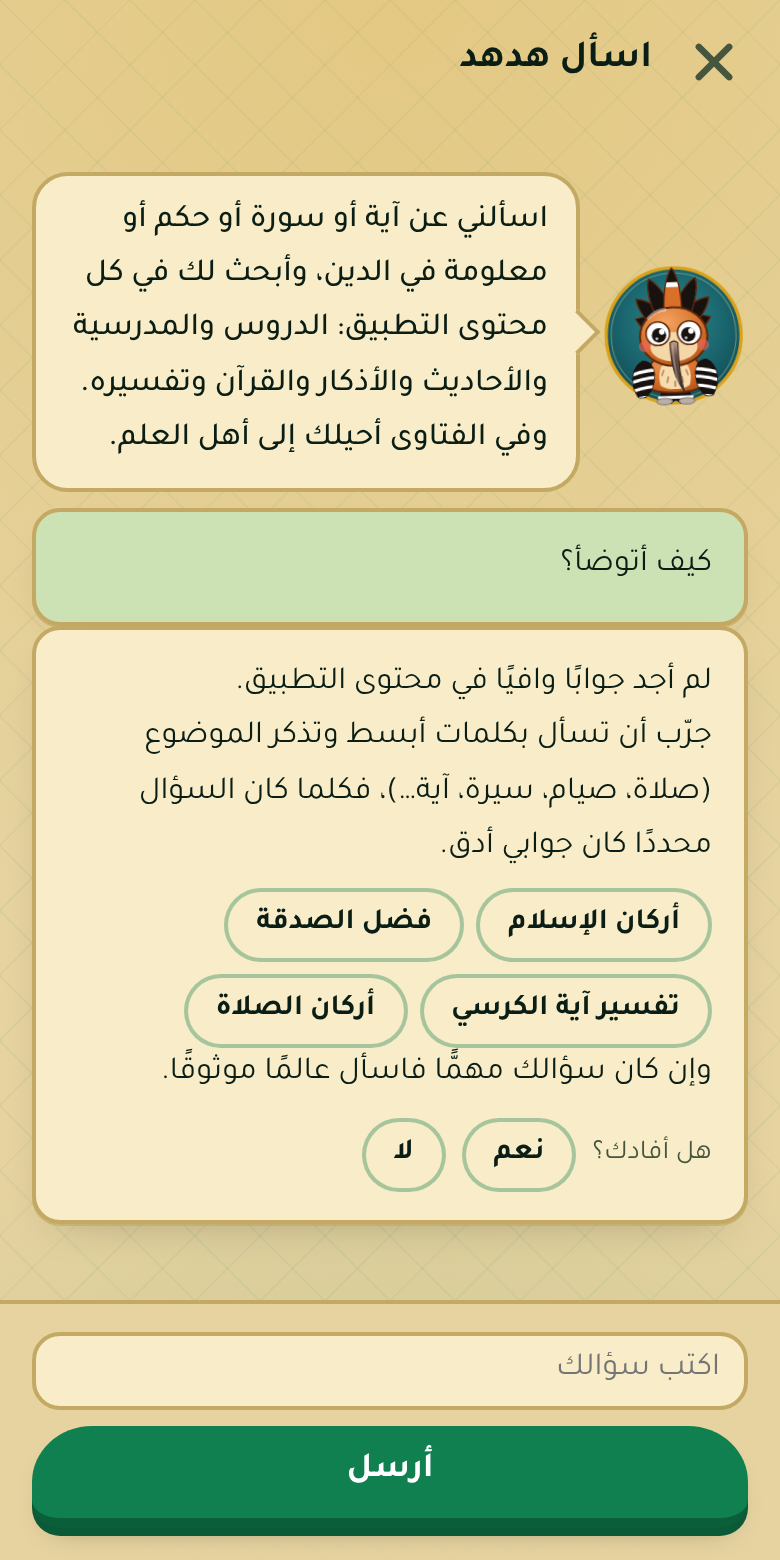 اسأل هدهد
اسألني عن آية أو سورة أو حكم أو
معلومة في الدين، وأبحث لك في كل
محتوى التطبيق: الدروس والمدرسية
والأحاديث والأذكار والقرآن وتفسيره.
وفي الفتاوى أحيلك إلى أهل العلم.
كيف أتوضأ؟
لم أجد جوابًا وافيًا في محتوى التطبيق.
جرّب أن تسأل بكلمات أبسط وتذكر الموضوع
(صلاة، صيام، سيرة، آية…)، فكلما كان السؤال
محددًا كان جوابي أدق.
أركان الإسلام فضل الصدقة
تفسير آية الكرسي أركان الصلاة
وإن كان سؤالك مهمًّا فاسأل عالمًا موثوقًا.
هل أفادك؟ نعم لا
اكتب سؤالك
أرسل